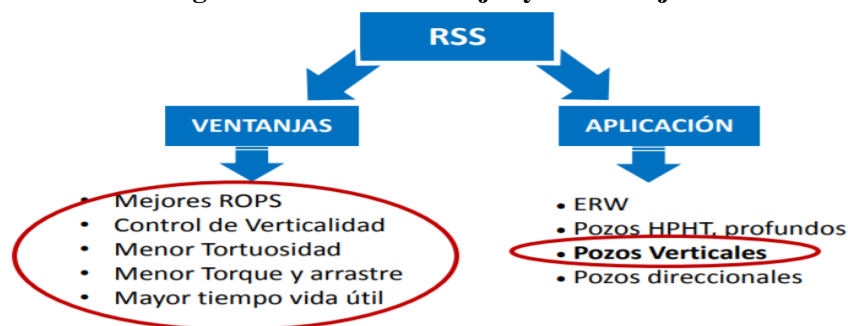 RSS
VENTANJAS
APLICACIÓN
• Mejores ROPS
• Control de Verticalidad
• Menor Tortuosidad
• Menor Torque y arrastre
• Mayor tiempo vida útil
• ERW
• Pozos HPHT, profundos
• Pozos Verticales
• Pozos direccionales